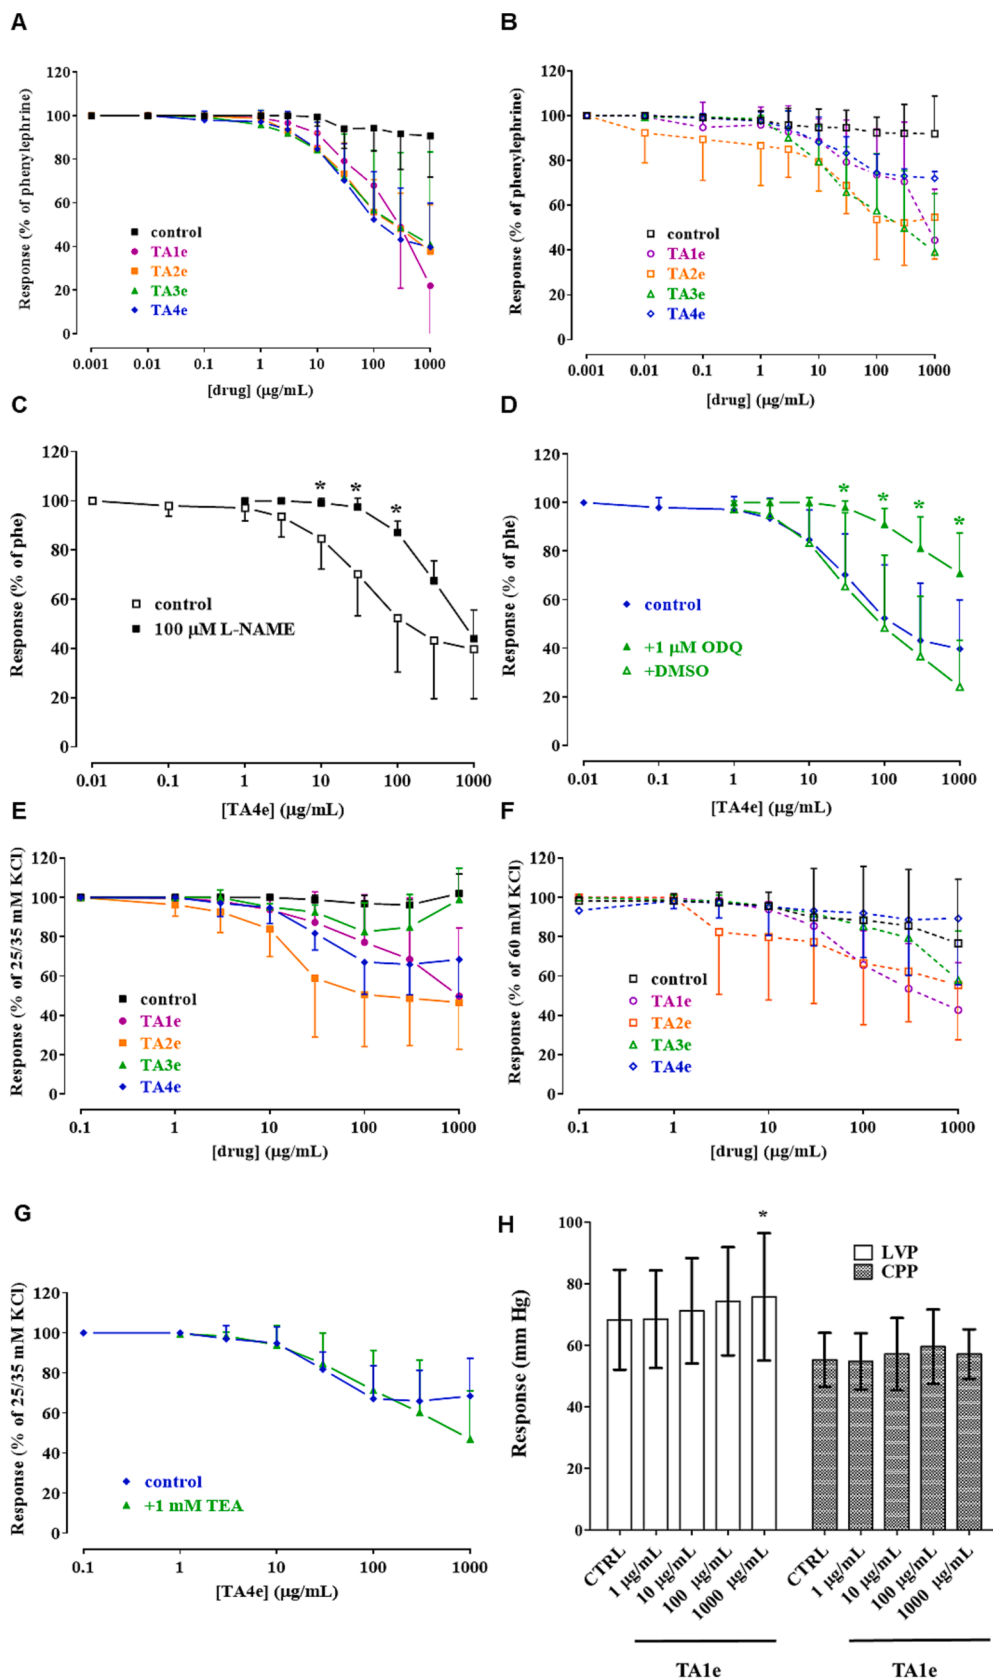 A
B
120
100
80
60
40
20
0
Response (% of phenylephrine)
control
TA1e
TA2e
TA3e
TA4e
0.001 0.01 0.1 1 10 100 1000
[drug] (µg/mL)
120
100
80
60
40
20
0
Response (% of phenylephrine)
control
TA1e
TA2e
TA3e
TA4e
0.001 0.01 0.1 1 10 100 1000
[drug] (µg/mL)
C
D
120
100
80
60
40
20
0
Response (% of phe)
* * *
control
100 µM L-NAME
0.01 0.1 1 10 100 1000
[TA4e] (µg/mL)
120
100
80
60
40
20
0
Response (% of phe)
* * * *
control
+1 µM ODQ
+DMSO
0.01 0.1 1 10 100 1000
[TA4e] (µg/mL)
E
F
120
100
80
60
40
20
0
Response (% of 25/35 mM KCl)
control
TA1e
TA2e
TA3e
TA4e
0.1 1 10 100 1000
[drug] (µg/mL)
120
100
80
60
40
20
0
Response (% of 60 mM KCl)
control
TA1e
TA2e
TA3e
TA4e
0.1 1 10 100 1000
[drug] (µg/mL)
G
H
120
100
80
60
40
20
0
Response (% of 25/35 mM KCl)
control
+1 mM TEA
0.1 1 10 100 1000
[TA4e] (µg/mL)
100
80
60
40
20
0
Response (mm Hg)
*
LVP
CPP
CTRL
1 µg/mL
10 µg/mL
100 µg/mL
1000 µg/mL
CTRL
1 µg/mL
10 µg/mL
100 µg/mL
1000 µg/mL
TA1e
TA1e